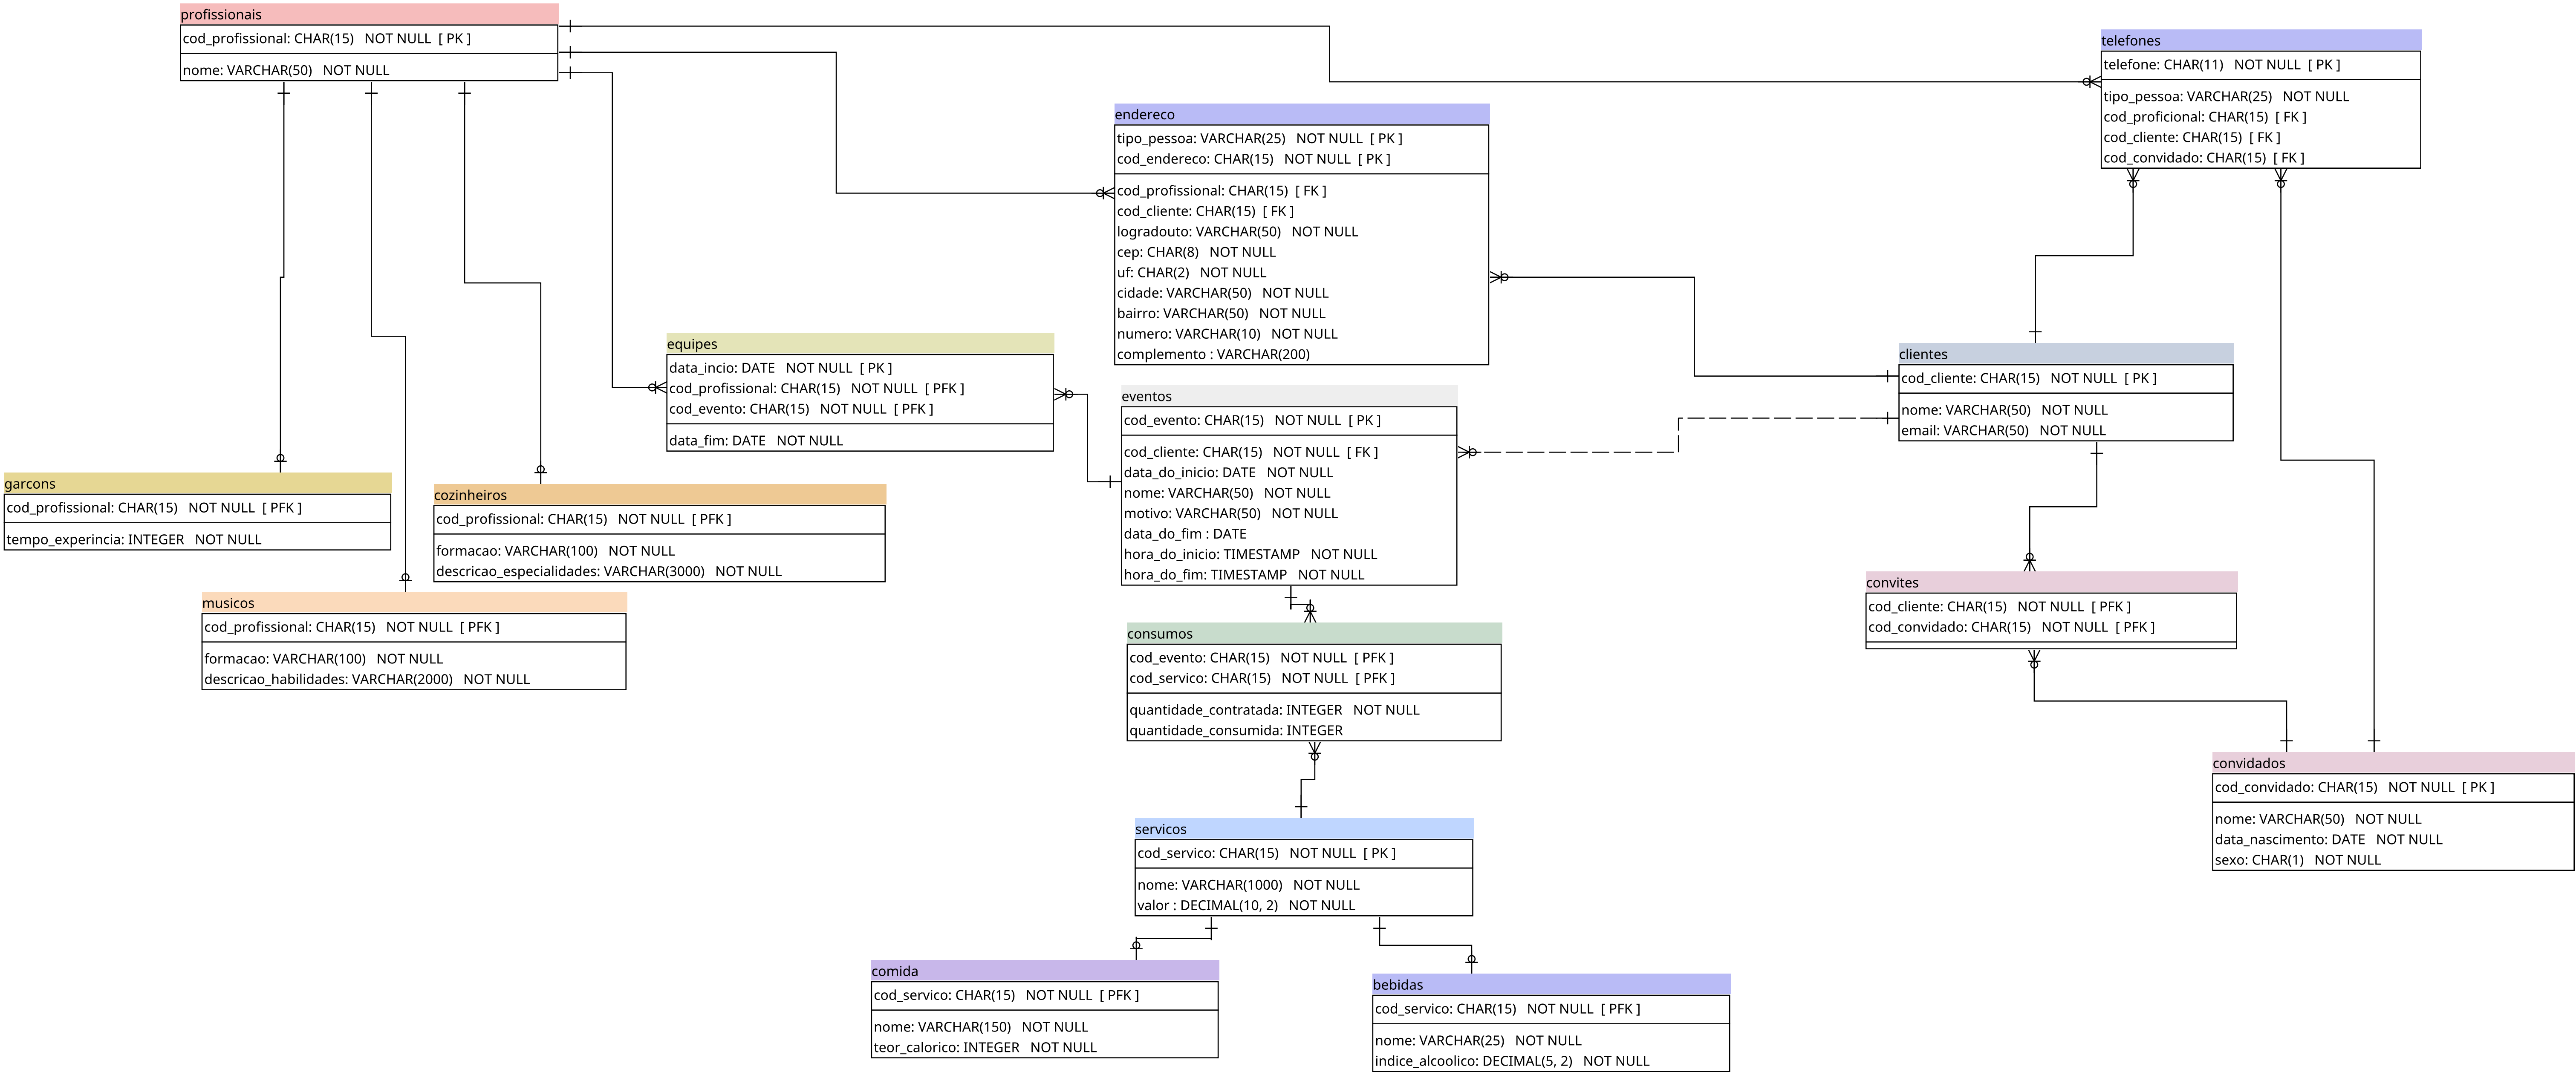 profissionais
cod_profissional: CHAR(15)   NOT NULL  [ PK ]
nome: VARCHAR(50)   NOT NULL
telefones
telefone: CHAR(11)   NOT NULL  [ PK ]
tipo_pessoa: VARCHAR(25)   NOT NULL
cod_proficional: CHAR(15)  [ FK ]
cod_cliente: CHAR(15)  [ FK ]
cod_convidado: CHAR(15)  [ FK ]
endereco
tipo_pessoa: VARCHAR(25)   NOT NULL  [ PK ]
cod_endereco: CHAR(15)   NOT NULL  [ PK ]
cod_profissional: CHAR(15)  [ FK ]
cod_cliente: CHAR(15)  [ FK ]
logradouto: VARCHAR(50)   NOT NULL
cep: CHAR(8)   NOT NULL
uf: CHAR(2)   NOT NULL
cidade: VARCHAR(50)   NOT NULL
bairro: VARCHAR(50)   NOT NULL
numero: VARCHAR(10)   NOT NULL
complemento : VARCHAR(200)
equipes
data_incio: DATE   NOT NULL  [ PK ]
cod_profissional: CHAR(15)   NOT NULL  [ PFK ]
cod_evento: CHAR(15)   NOT NULL  [ PFK ]
data_fim: DATE   NOT NULL
clientes
cod_cliente: CHAR(15)   NOT NULL  [ PK ]
nome: VARCHAR(50)   NOT NULL
email: VARCHAR(50)   NOT NULL
eventos
cod_evento: CHAR(15)   NOT NULL  [ PK ]
cod_cliente: CHAR(15)   NOT NULL  [ FK ]
data_do_inicio: DATE   NOT NULL
nome: VARCHAR(50)   NOT NULL
motivo: VARCHAR(50)   NOT NULL
data_do_fim : DATE
hora_do_inicio: TIMESTAMP   NOT NULL
hora_do_fim: TIMESTAMP   NOT NULL
garcons
cod_profissional: CHAR(15)   NOT NULL  [ PFK ]
tempo_experincia: INTEGER   NOT NULL
cozinheiros
cod_profissional: CHAR(15)   NOT NULL  [ PFK ]
formacao: VARCHAR(100)   NOT NULL
descricao_especialidades: VARCHAR(3000)   NOT NULL
musicos
cod_profissional: CHAR(15)   NOT NULL  [ PFK ]
formacao: VARCHAR(100)   NOT NULL
descricao_habilidades: VARCHAR(2000)   NOT NULL
convites
cod_cliente: CHAR(15)   NOT NULL  [ PFK ]
cod_convidado: CHAR(15)   NOT NULL  [ PFK ]
consumos
cod_evento: CHAR(15)   NOT NULL  [ PFK ]
cod_servico: CHAR(15)   NOT NULL  [ PFK ]
quantidade_contratada: INTEGER   NOT NULL
quantidade_consumida: INTEGER
convidados
cod_convidado: CHAR(15)   NOT NULL  [ PK ]
nome: VARCHAR(50)   NOT NULL
data_nascimento: DATE   NOT NULL
sexo: CHAR(1)   NOT NULL
servicos
cod_servico: CHAR(15)   NOT NULL  [ PK ]
nome: VARCHAR(1000)   NOT NULL
valor : DECIMAL(10, 2)   NOT NULL
comida
cod_servico: CHAR(15)   NOT NULL  [ PFK ]
nome: VARCHAR(150)   NOT NULL
teor_calorico: INTEGER   NOT NULL
bebidas
cod_servico: CHAR(15)   NOT NULL  [ PFK ]
nome: VARCHAR(25)   NOT NULL
indice_alcoolico: DECIMAL(5, 2)   NOT NULL